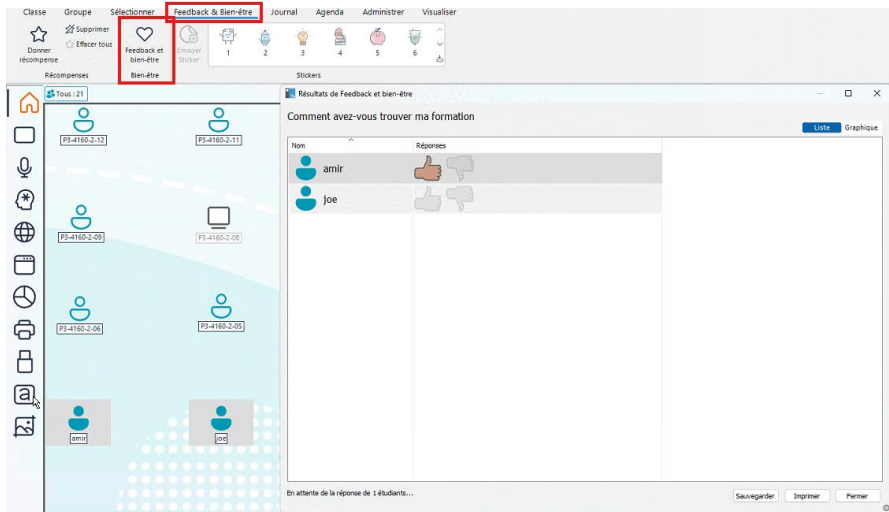 Classe Groupe Sélectionner Feedback & Bien-être Journal Agenda Administrer Visualiser
Donner récompense
Supprimer
Effacer tous
Récompenses
Feedback et bien-être
Bien-être
Envoyer Sticker
1 2 3 4 5 6
Stickers
Tous : 21
P3-4160-2-12 P3-4160-2-11
P3-4160-2-09 P3-4160-2-08
P3-4160-2-06 P3-4160-2-05
amir joe
Résultats de Feedback et bien-être
Comment avez-vous trouver ma formation
Liste Graphique
Nom Réponses
amir
joe
En attente de la réponse de 1 étudiants...
Sauvegarder Imprimer Fermer